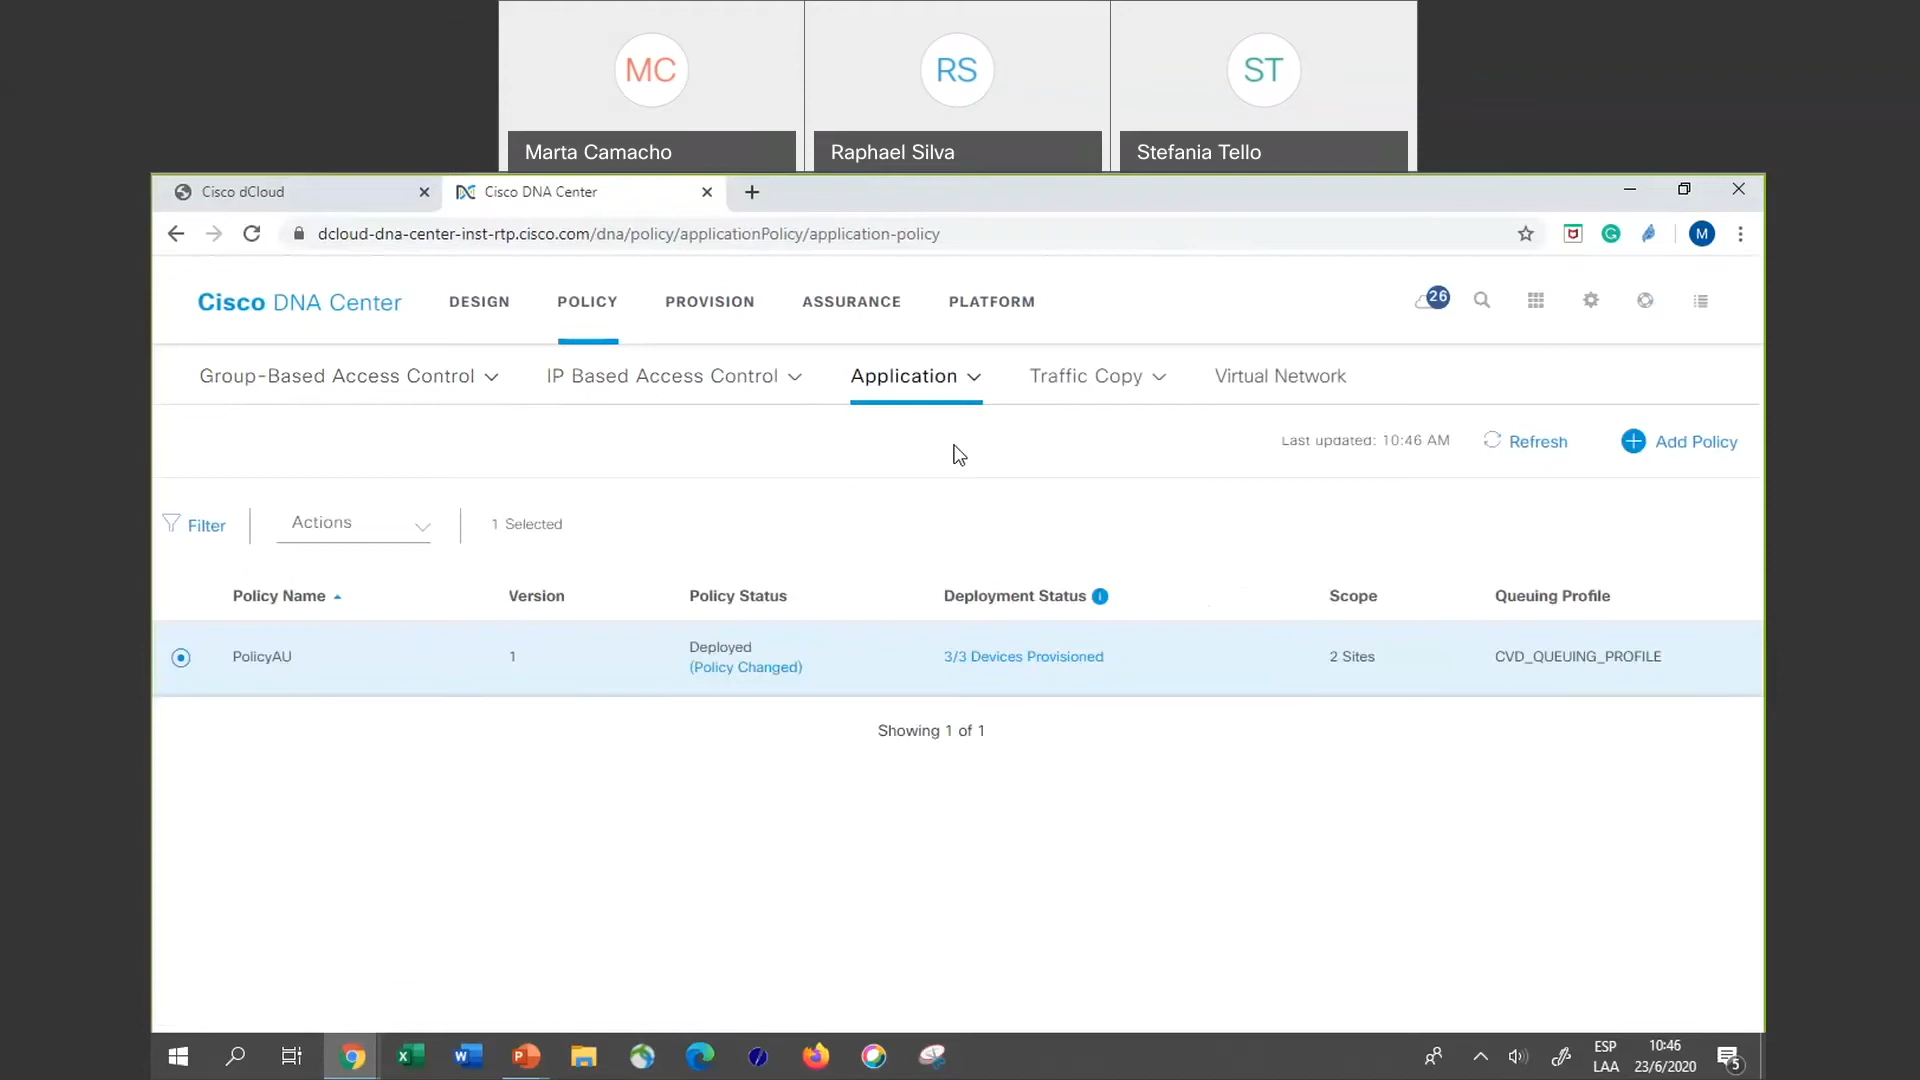 MC
RS
ST
Marta Camacho
Raphael Silva
Stefania Tello
Cisco dCloud
Cisco DNA Center
dcloud-dna-center-inst-rtp.cisco.com/dna/policy/applicationPolicy/application-policy
M
Cisco DNA Center
DESIGN
POLICY
PROVISION
ASSURANCE
PLATFORM
26
Group-Based Access Control
IP Based Access Control
Application
Traffic Copy
Virtual Network
Last updated: 10:46 AM
Refresh
Add Policy
Filter
Actions
1 Selected
Policy Name
Version
Policy Status
Deployment Status
Scope
Queuing Profile
PolicyAU
1
Deployed
(Policy Changed)
3/3 Devices Provisioned
2 Sites
CVD_QUEUING_PROFILE
Showing 1 of 1
ESP
LAA
10:46
23/6/2020
5